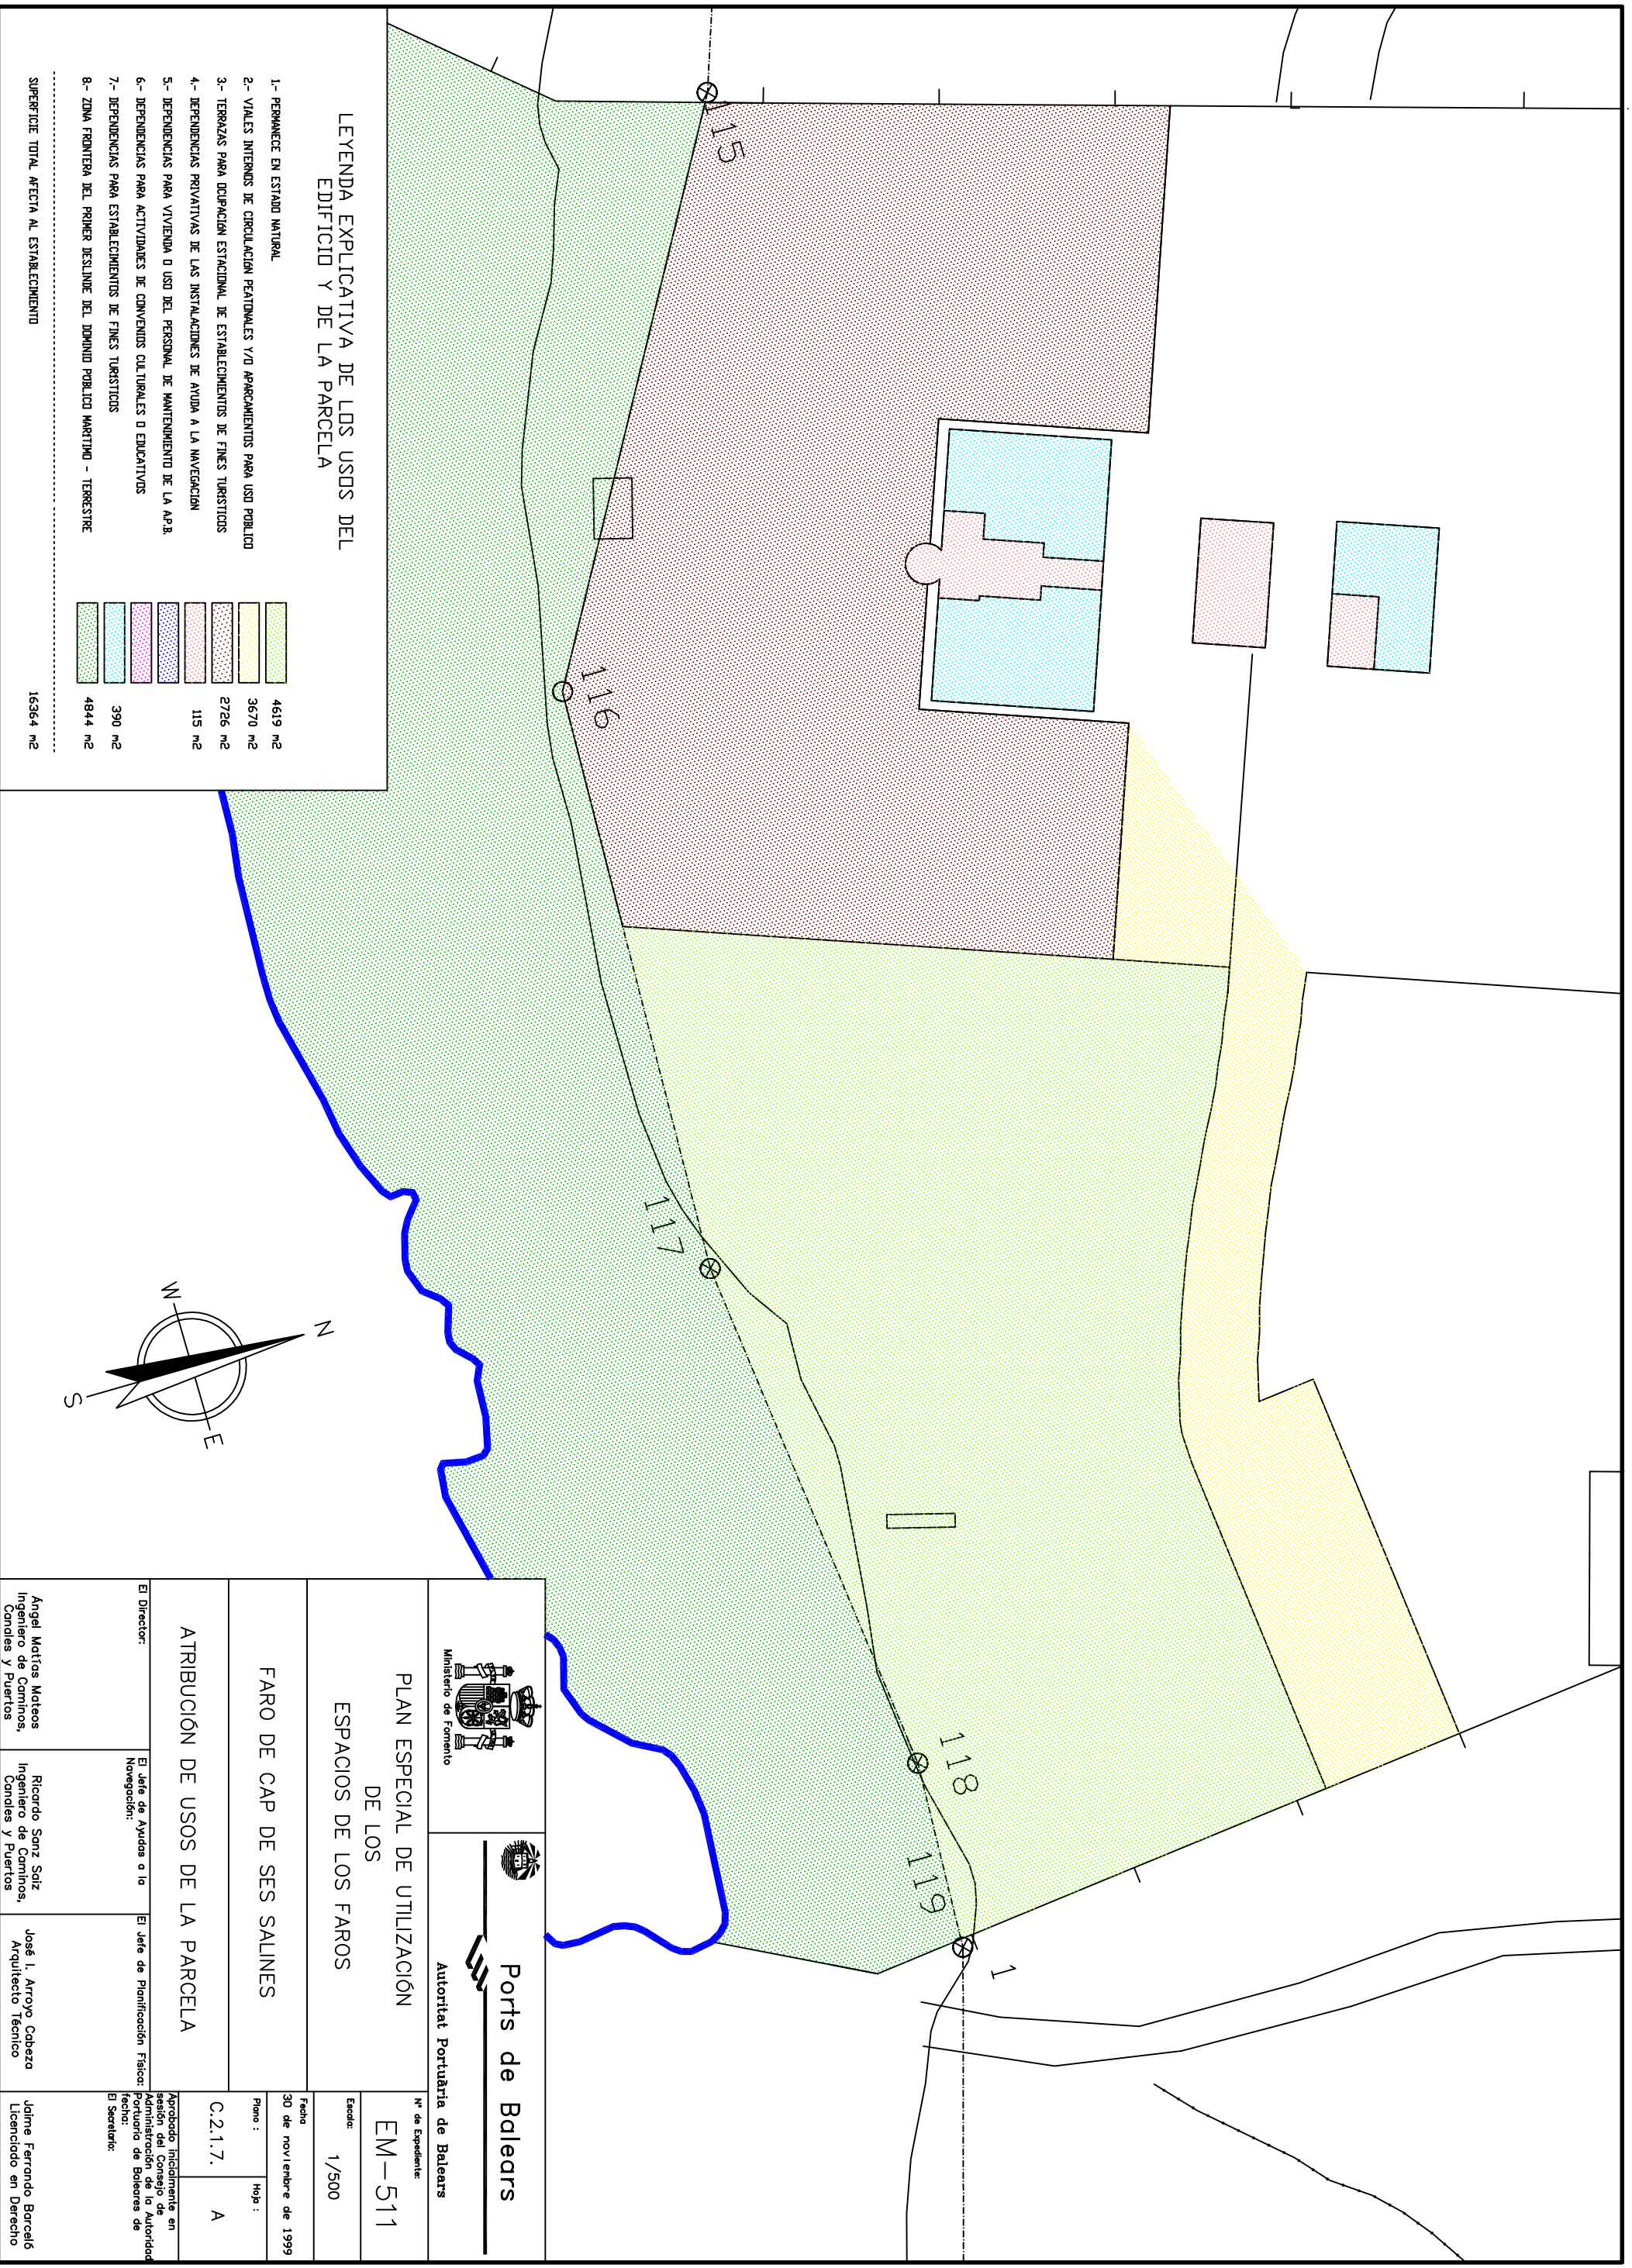 LEYENDA EXPLICATIVA DE LOS USOS DEL
EDIFICIO Y DE LA PARCELA
1- PERMANECE EN ESTADO NATURAL 4619 m2
2- VIALES INTERNOS DE CIRCULACIÓN PEATONALES Y/O APARCAMIENTOS PARA USO PÚBLICO 3670 m2
3- TERRAZAS PARA OCUPACIÓN ESTACIONAL DE ESTABLECIMIENTOS DE FINES TURÍSTICOS 2726 m2
4.- DEPENDENCIAS PRIVATIVAS DE LAS INSTALACIONES DE AYUDA A LA NAVEGACIÓN 115 m2
5.- DEPENDENCIAS PARA VIVIENDA O USO DEL PERSONAL DE MANTENIMIENTO DE LA A.P.B.
6.- DEPENDENCIAS PARA ACTIVIDADES DE CONVENIOS CULTURALES O EDUCATIVOS
7.- DEPENDENCIAS PARA ESTABLECIMIENTOS DE FINES TURÍSTICOS 390 m2
8.- ZONA FRONTERA DEL PRIMER DESLINDE DEL DOMINIO PÚBLICO MARÍTIMO - TERRESTRE 4844 m2
SUPERFICIE TOTAL AFECTA AL ESTABLECIMIENTO 16364 m2
115
116
117
118
119
1
N
W
E
S
Ministerio de Fomento
Ports de Balears
Autoritat Portuària de Balears
PLAN ESPECIAL DE UTILIZACIÓN
DE LOS
ESPACIOS DE LOS FAROS
Nº de Expediente:
EM-511
Escala:
1/500
FARO DE CAP DE SES SALINES
Fecha
30 de noviembre de 1999
ATRIBUCIÓN DE USOS DE LA PARCELA
Plano :
C.2.1.7.
Hoja :
A
El Director:
Ángel Matías Mateos
Ingeniero de Caminos,
Canales y Puertos
El Jefe de Ayudas a la
Navegación:
Ricardo Sanz Saiz
Ingeniero de Caminos,
Canales y Puertos
El Jefe de Planificación Física:
José I. Arroyo Cabeza
Arquitecto Técnico
Aprobado inicialmente en
sesión del Consejo de
Administración de la Autoridad
Portuaria de Baleares de
fecha:
El Secretario:
Jaime Ferrando Barceló
Licenciado en Derecho